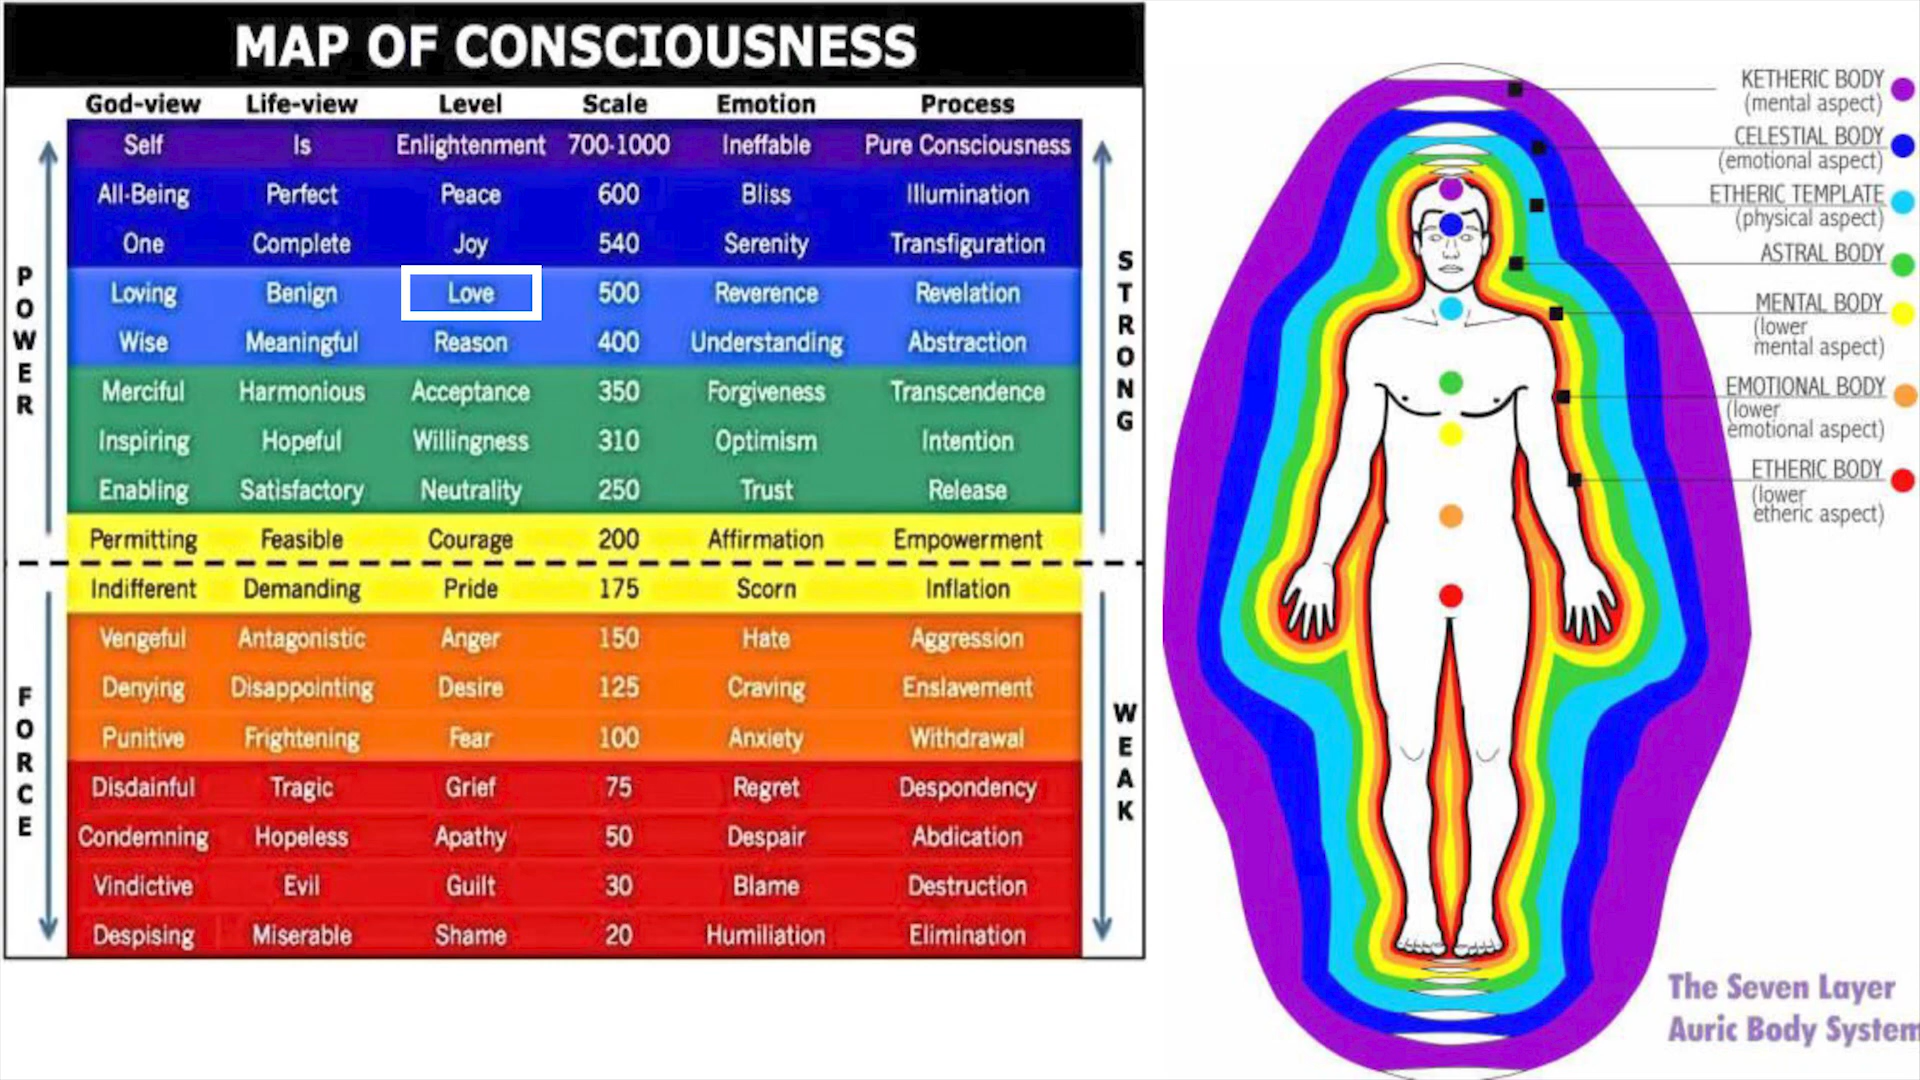 MAP OF CONSCIOUSNESS
God-view Life-view Level Scale Emotion Process
Self Is Enlightenment 700-1000 Ineffable Pure Consciousness
All-Being Perfect Peace 600 Bliss Illumination
One Complete Joy 540 Serenity Transfiguration
Loving Benign Love 500 Reverence Revelation
Wise Meaningful Reason 400 Understanding Abstraction
Merciful Harmonious Acceptance 350 Forgiveness Transcendence
Inspiring Hopeful Willingness 310 Optimism Intention
Enabling Satisfactory Neutrality 250 Trust Release
Permitting Feasible Courage 200 Affirmation Empowerment
Indifferent Demanding Pride 175 Scorn Inflation
Vengeful Antagonistic Anger 150 Hate Aggression
Denying Disappointing Desire 125 Craving Enslavement
Punitive Frightening Fear 100 Anxiety Withdrawal
Disdainful Tragic Grief 75 Regret Despondency
Condemning Hopeless Apathy 50 Despair Abdication
Vindictive Evil Guilt 30 Blame Destruction
Despising Miserable Shame 20 Humiliation Elimination
POWER
FORCE
STRONG
WEAK
KETHERIC BODY
(mental aspect)
CELESTIAL BODY
(emotional aspect)
ETHERIC TEMPLATE
(physical aspect)
ASTRAL BODY
MENTAL BODY
(lower
mental aspect)
EMOTIONAL BODY
(lower
emotional aspect)
ETHERIC BODY
(lower
etheric aspect)
The Seven Layer
Auric Body System